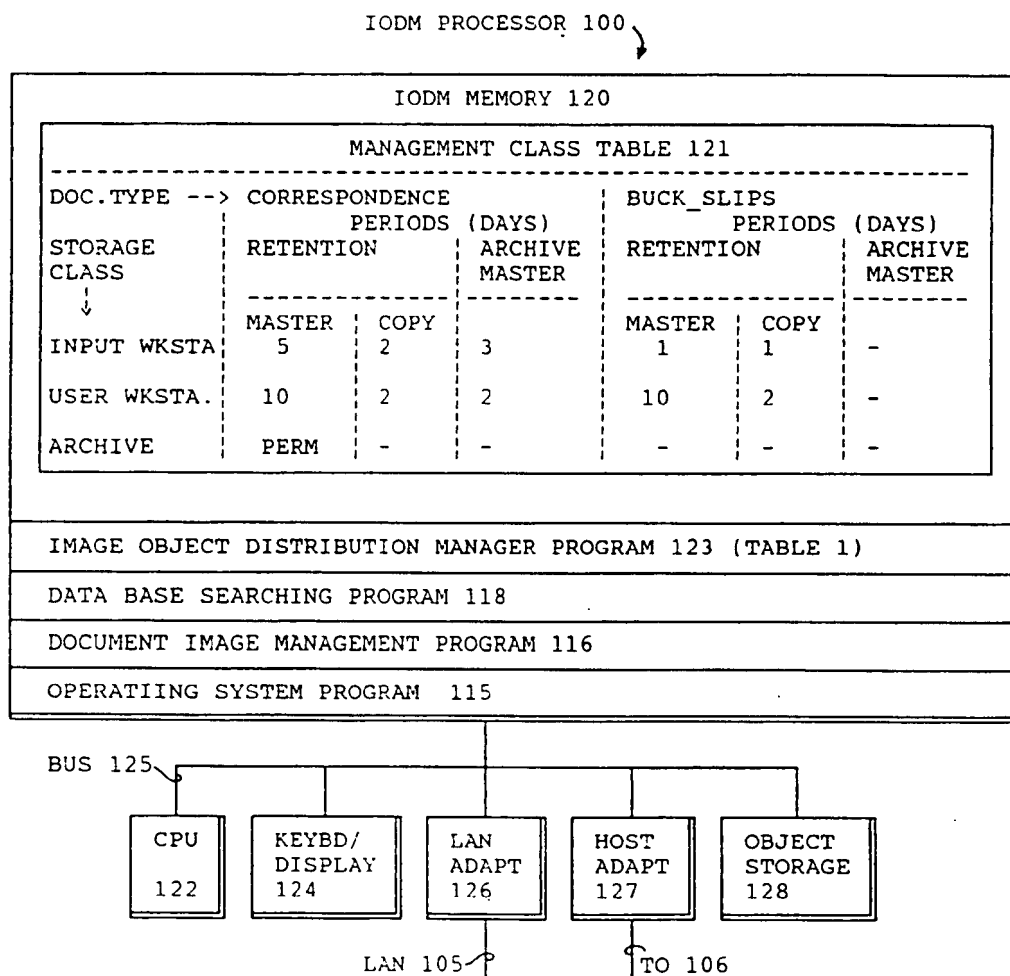 IODM PROCESSOR 100
IODM MEMORY 120
MANAGEMENT CLASS TABLE 121
DOC.TYPE --> CORRESPONDENCE BUCK_SLIPS
PERIODS (DAYS) PERIODS (DAYS)
STORAGE RETENTION ARCHIVE RETENTION ARCHIVE
CLASS MASTER MASTER
MASTER COPY MASTER COPY
INPUT WKSTA 5 2 3 1 1 -
USER WKSTA. 10 2 2 10 2 -
ARCHIVE PERM - - - - -
IMAGE OBJECT DISTRIBUTION MANAGER PROGRAM 123 (TABLE 1)
DATA BASE SEARCHING PROGRAM 118
DOCUMENT IMAGE MANAGEMENT PROGRAM 116
OPERATIING SYSTEM PROGRAM 115
BUS 125
CPU KEYBD/ LAN HOST OBJECT
DISPLAY ADAPT ADAPT STORAGE
122 124 126 127 128
LAN 105 TO 106